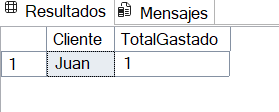 Resultados Mensajes
Cliente TotalGastado
1 Juan 1